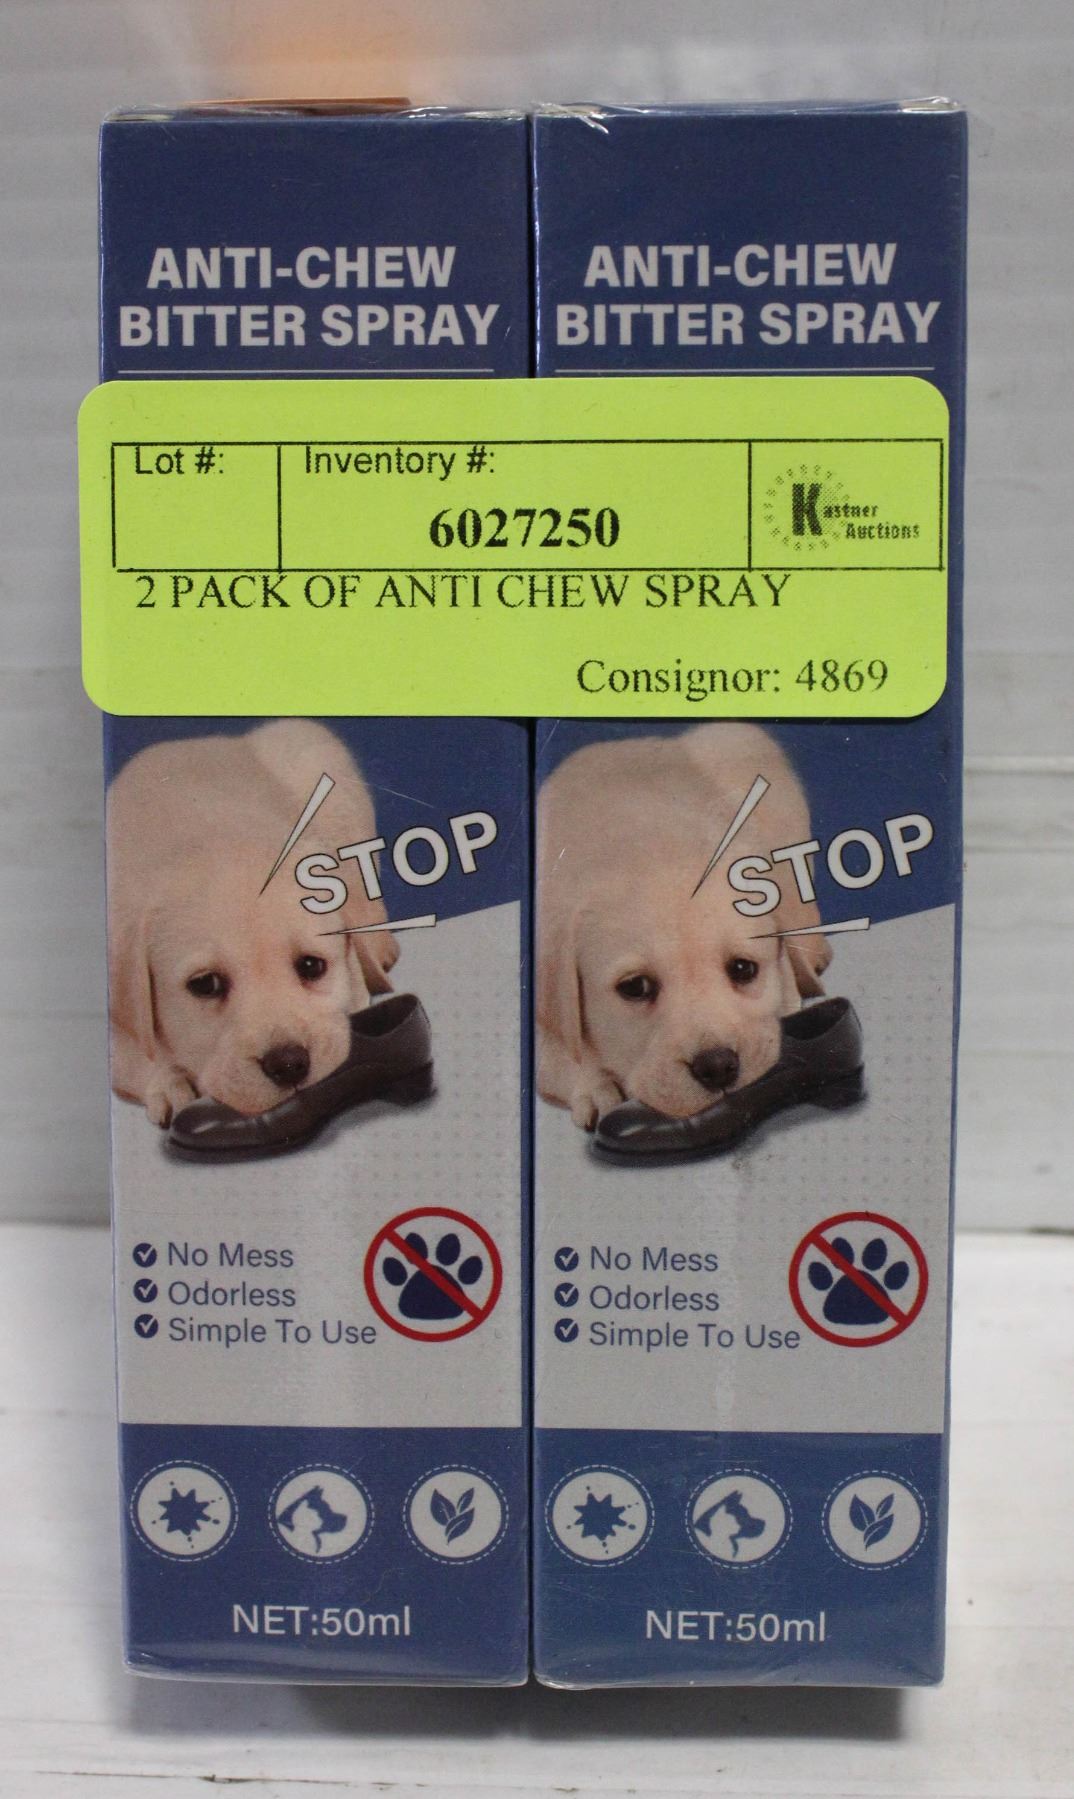 ANTI-CHEW
BITTER SPRAY
ANTI-CHEW
BITTER SPRAY
Lot #:
Inventory #:
6027250
Kastner
Auctions
2 PACK OF ANTI CHEW SPRAY
Consignor: 4869
STOP
STOP
No Mess
Odorless
Simple To Use
No Mess
Odorless
Simple To Use
NET:50ml
NET:50ml